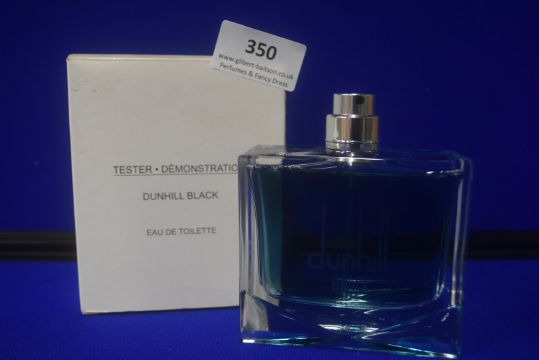 350
www.gilbert-baitson.co.uk
Perfumes & Fancy Dress
TESTER • DÉMONSTRATIO
DUNHILL BLACK
EAU DE TOILETTE
dunhill